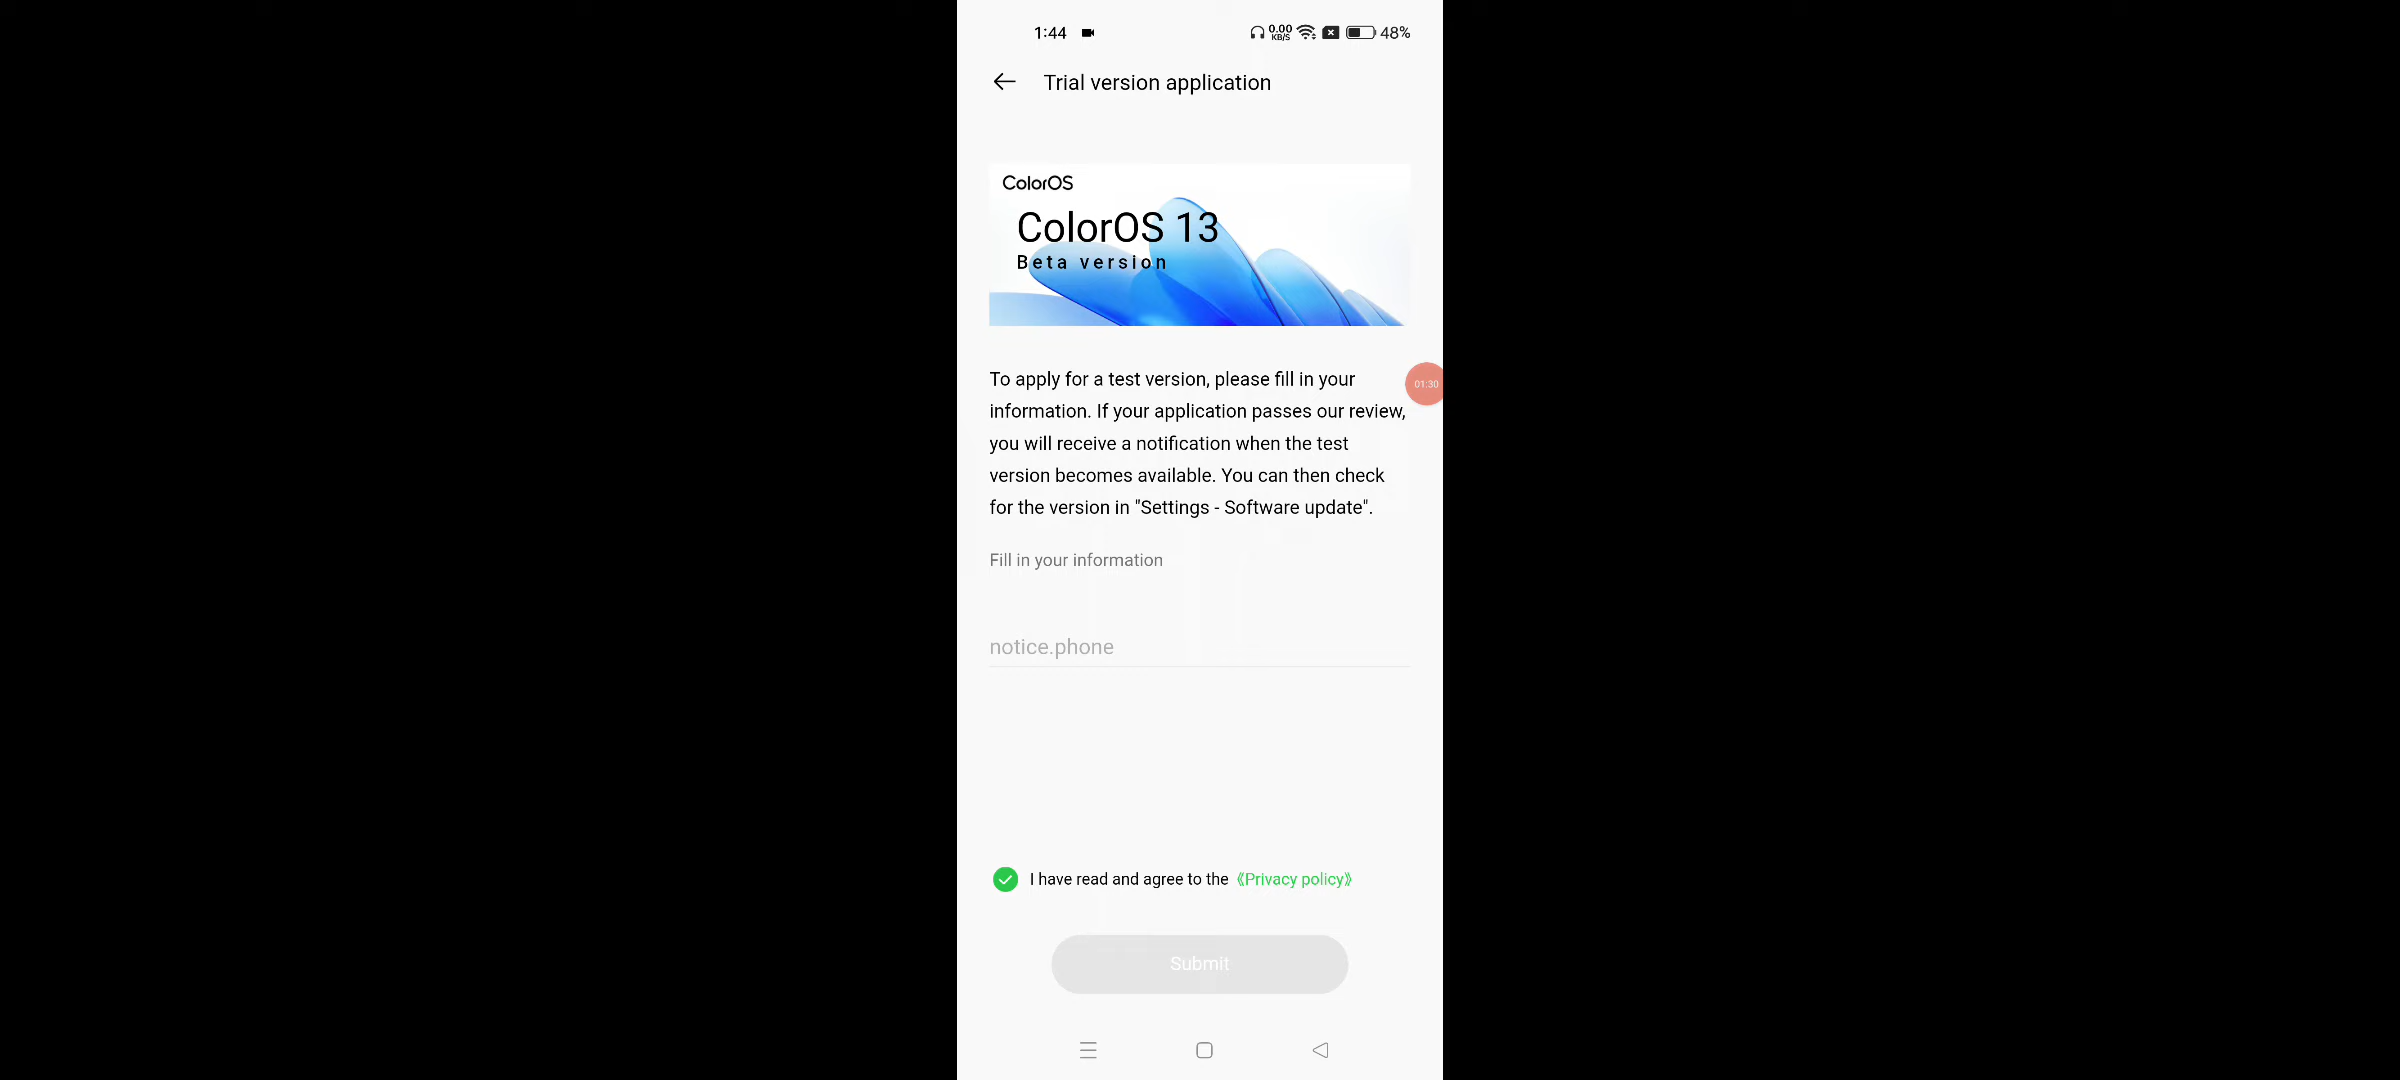 1:44
0.00
KB/S
48%
Trial version application
ColorOS
ColorOS 13
Beta version
To apply for a test version, please fill in your
information. If your application passes our review,
you will receive a notification when the test
version becomes available. You can then check
for the version in "Settings - Software update".
01:30
Fill in your information
notice.phone
I have read and agree to the 《Privacy policy》
Submit